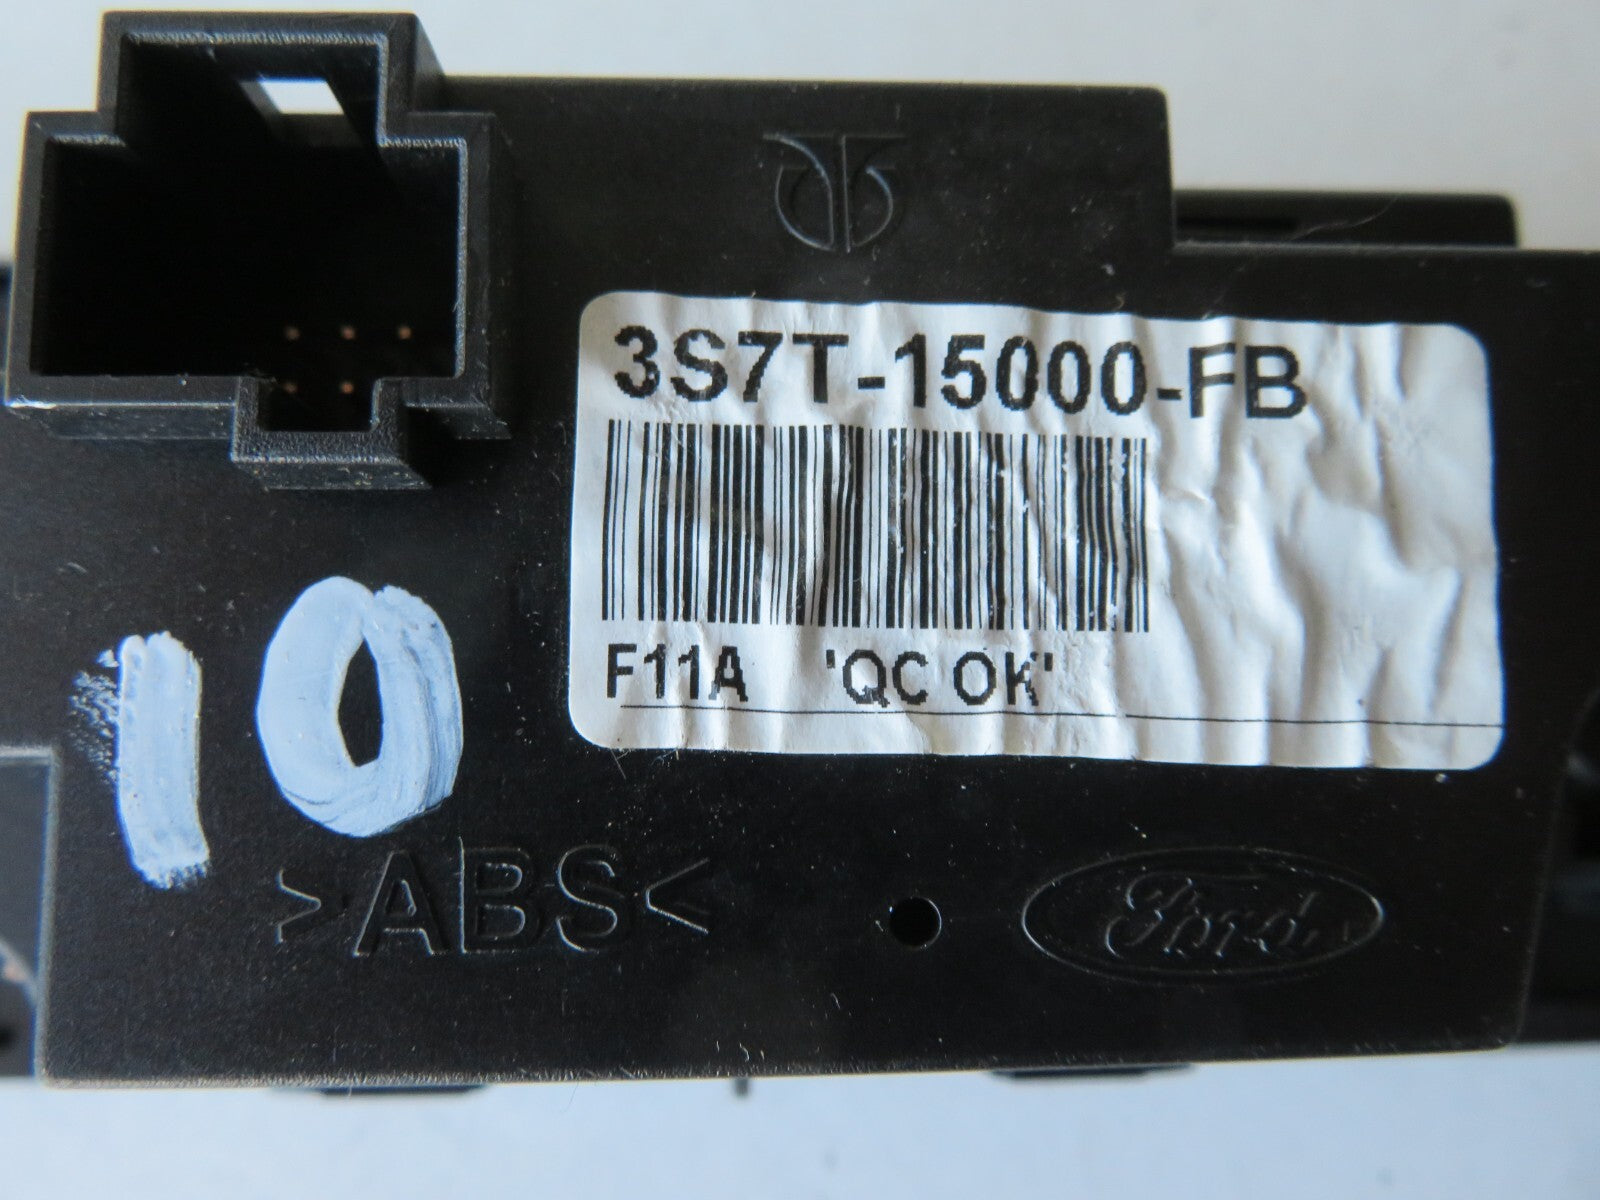 3S7T-15000-FB
F11A 'QC OK'
10
>ABS<
Ford